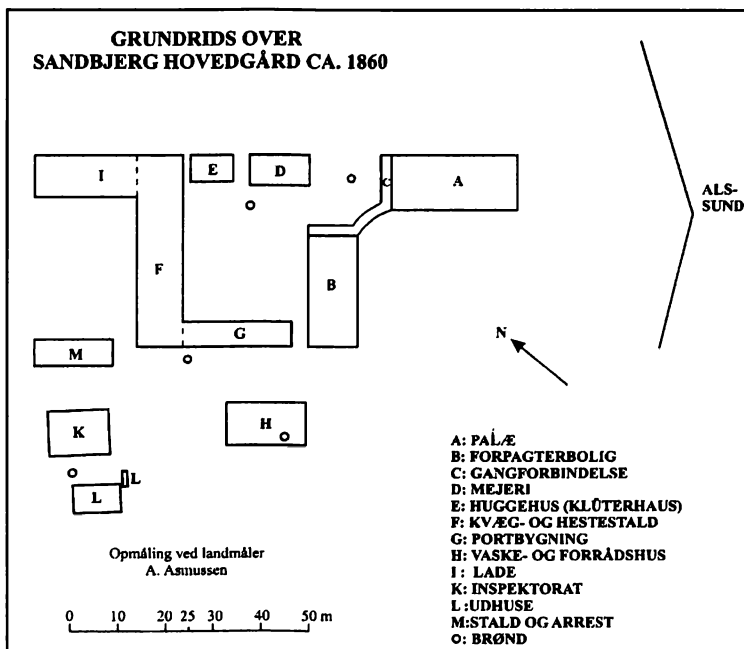 GRUNDRIDS OVER
SANDBJERG HOVEDGÅRD CA. 1860
I
E
D
C
A
ALS-
SUND
F
B
G
N
M
K
H
L
L
A: PALÆ
B: FORPAGTERBOLIG
C: GANGFORBINDELSE
D: MEJERI
E: HUGGEHUS (KLÜTERHAUS)
F: KVÆG- OG HESTESTALD
G: PORTBYGNING
H: VASKE- OG FORRÅDSHUS
I : LADE
K: INSPEKTORAT
L :UDHUSE
M:STALD OG ARREST
o: BRØND
Opmåling ved landmåler
A. Asmussen
0 10 20 25 30 50 m